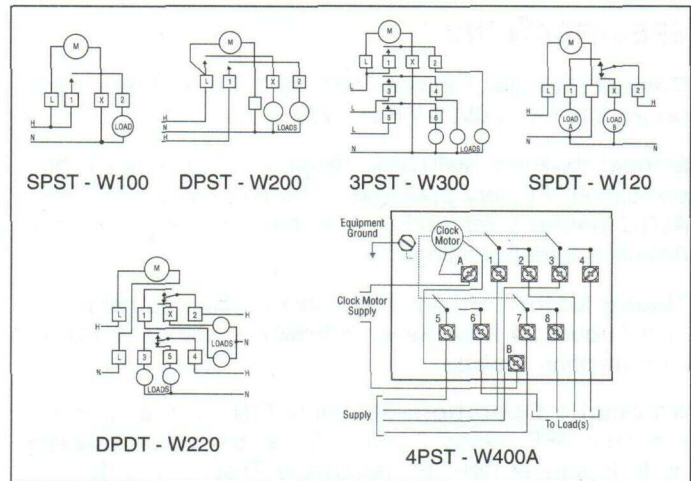 M
L 1 X 2
LOAD
H
N
SPST - W100
M
L 1 X 2
H
H
N
LOADS
DPST - W200
M
L 1 X 2
L 3 4
L 5 6
N LOADS
3PST - W300
M
L 1 X 2
LOAD A
LOAD B
H
H
N
SPDT - W120
M
L 1 X 2
H H
LOADS
N
L 3 5 4
N H
LOADS
N
DPDT - W220
Equipment
Ground
Clock
Motor
A 1 2 3 4
Clock Motor
Supply
5 6 7 8
B
Supply
To Load(s)
4PST - W400A